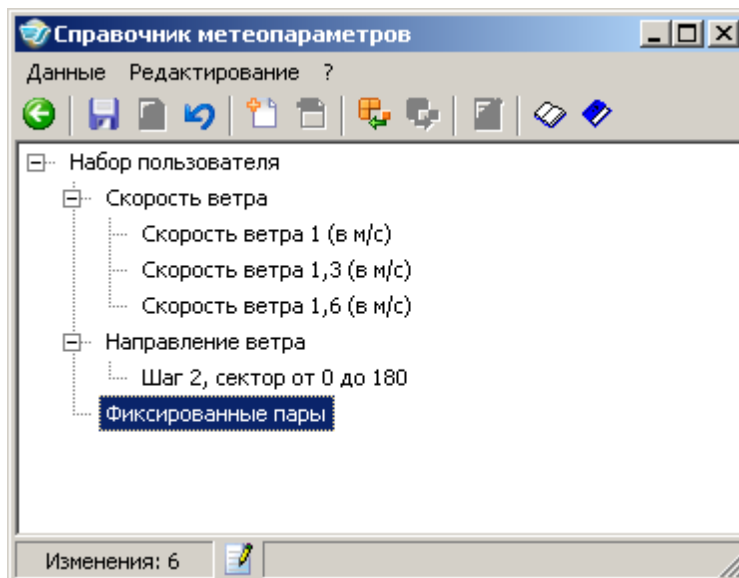 Справочник метеопараметров
Данные Редактирование ?
Набор пользователя
Скорость ветра
Скорость ветра 1 (в м/с)
Скорость ветра 1,3 (в м/с)
Скорость ветра 1,6 (в м/с)
Направление ветра
Шаг 2, сектор от 0 до 180
Фиксированные пары
Изменения: 6